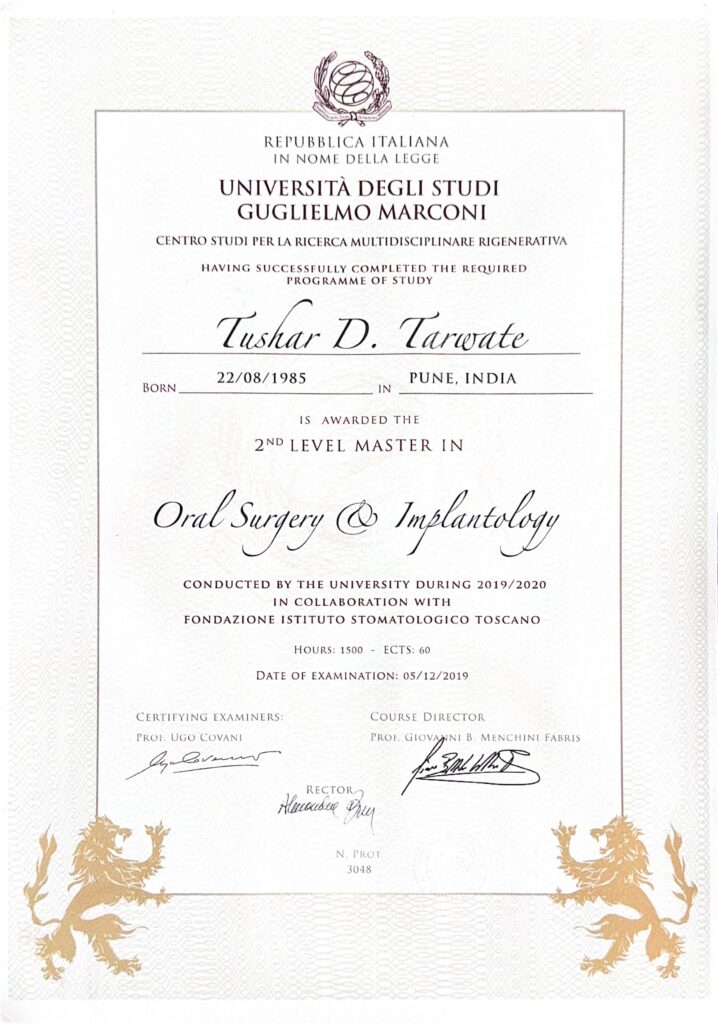 REPUBBLICA ITALIANA
IN NOME DELLA LEGGE
UNIVERSITÀ DEGLI STUDI
GUGLIELMO MARCONI
CENTRO STUDI PER LA RICERCA MULTIDISCIPLINARE RIGENERATIVA
HAVING SUCCESSFULLY COMPLETED THE REQUIRED
PROGRAMME OF STUDY
Tushar D. Tarwate
BORN 22/08/1985 IN PUNE, INDIA
IS AWARDED THE
2ND LEVEL MASTER IN
Oral Surgery & Implantology
CONDUCTED BY THE UNIVERSITY DURING 2019/2020
IN COLLABORATION WITH
FONDAZIONE ISTITUTO STOMATOLOGICO TOSCANO
HOURS: 1500 - ECTS: 60
DATE OF EXAMINATION: 05/12/2019
CERTIFYING EXAMINERS: COURSE DIRECTOR
PROF. UGO COVANI PROF. GIOVANNI B. MENCHINI FABRIS
RECTOR
N. PROT.
3048